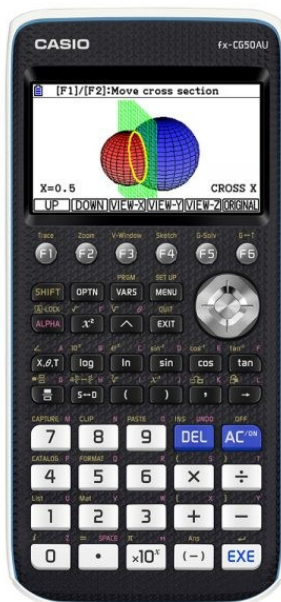 CASIO fx-CG50AU
[F1]/[F2]:Move cross section
X=0.5 CROSS X
UP DOWN VIEW-X VIEW-Y VIEW-Z ORIGINAL
Trace Zoom V-Window Sketch G-Solv G↔T
F1 F2 F3 F4 F5 F6
PRGM SET UP
SHIFT OPTN VARS MENU
A-LOCK QUIT
ALPHA x² ^ EXIT
X,θ,T log ln sin cos tan
S↔D ( ) , →
CAPTURE M CLIP N PASTE O INS UNDO OFF
7 8 9 DEL AC/ON
CATALOG P FORMAT Q
4 5 6 × ÷
List U Mat V W X Y
1 2 3 + −
i Z = SPACE π Ans
0 • ×10ˣ (−) EXE